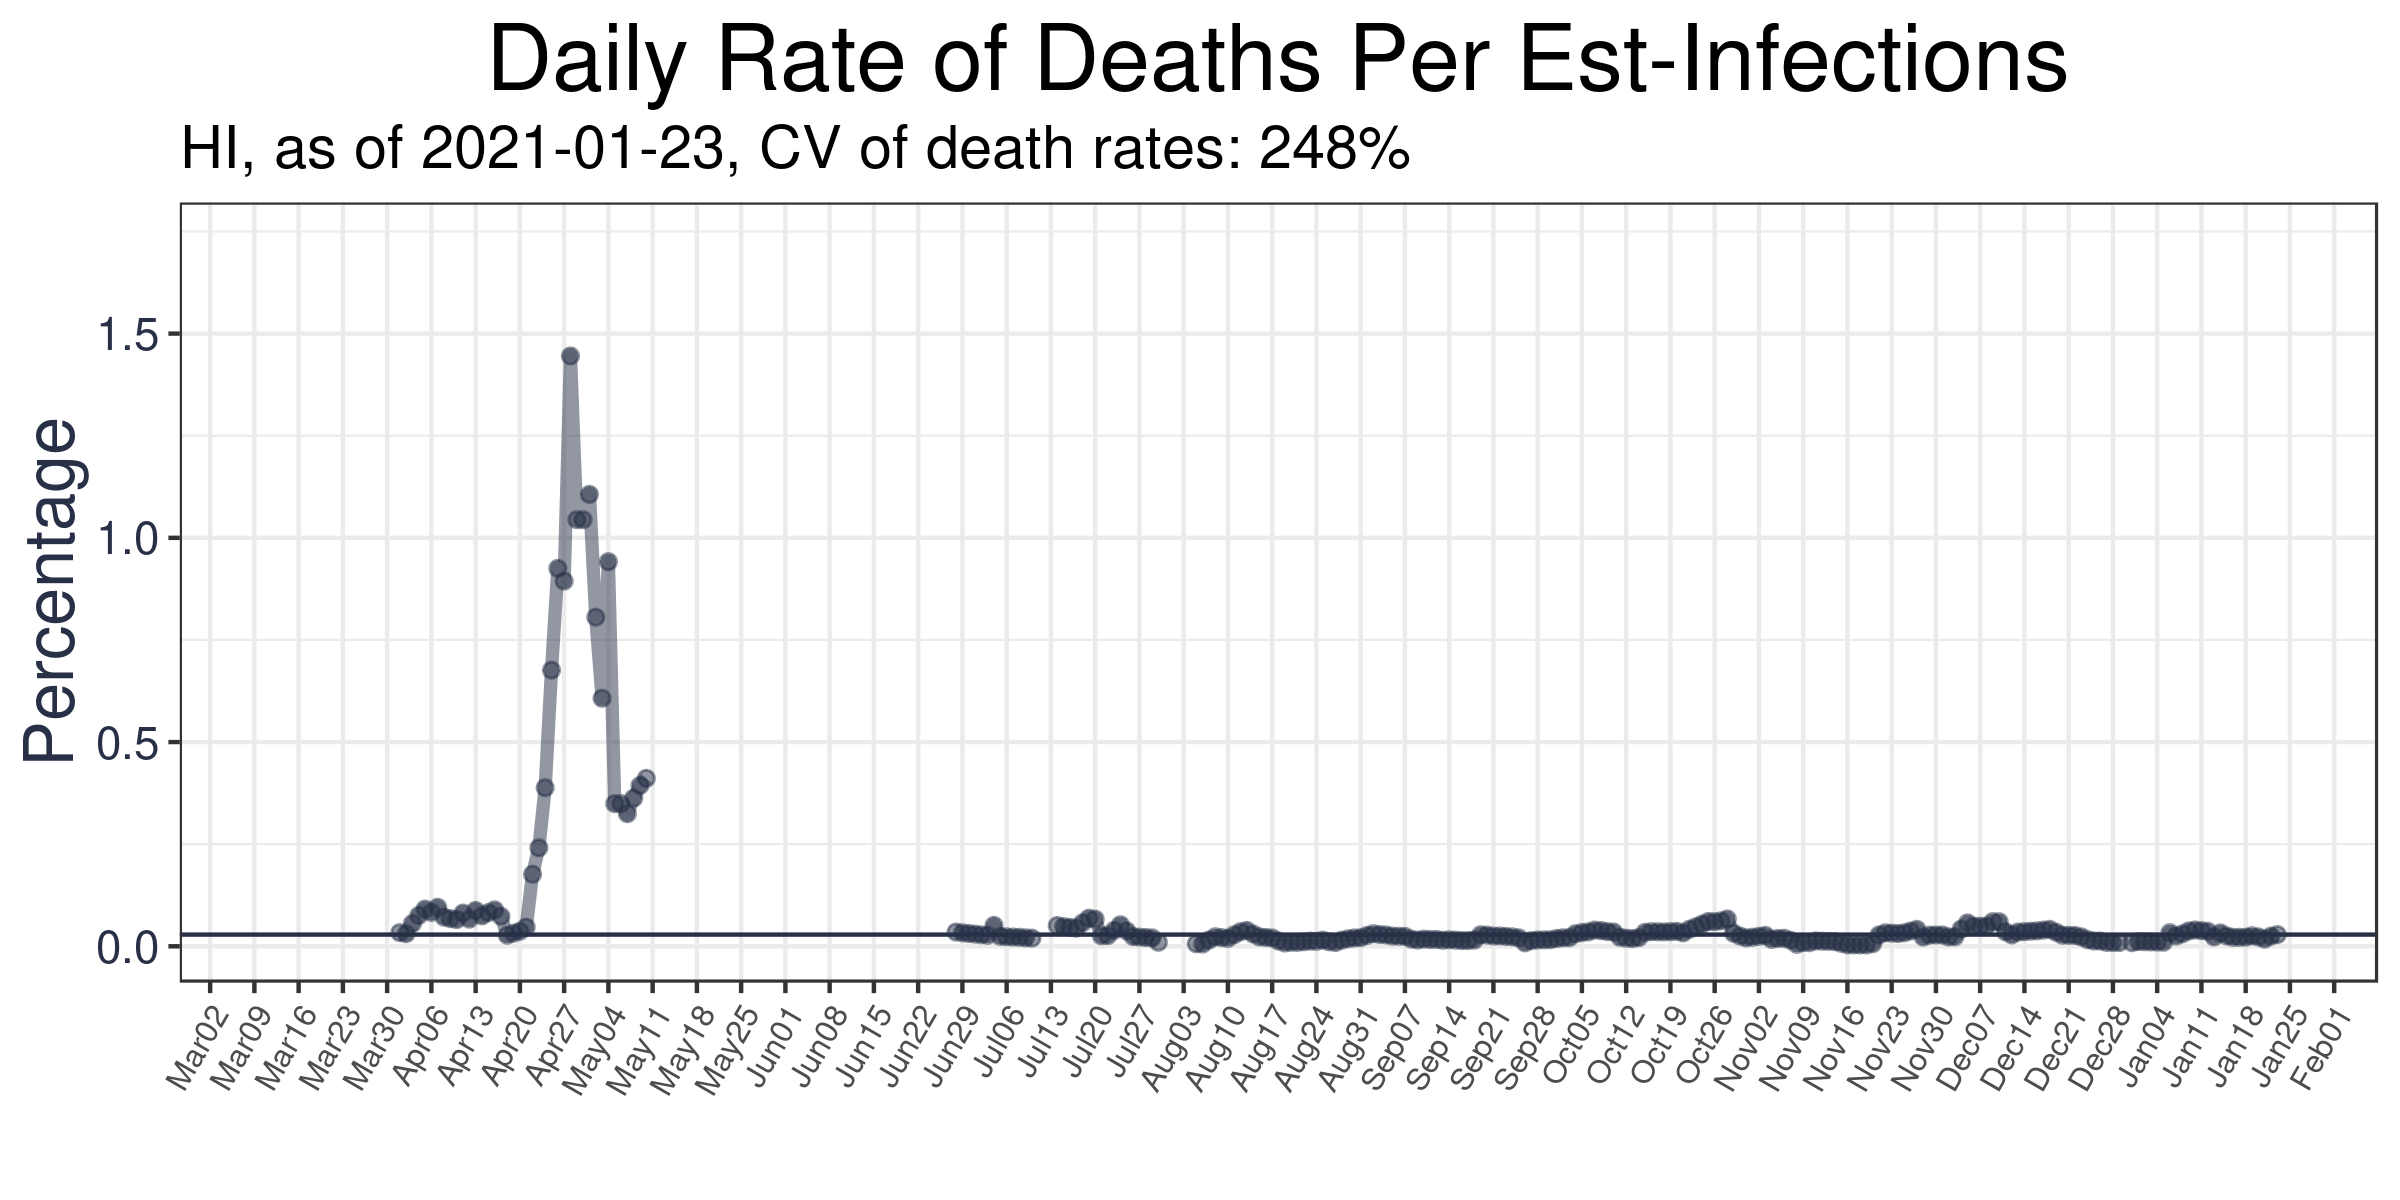 Daily Rate of Deaths Per Est-Infections
HI, as of 2021-01-23, CV of death rates: 248%
Percentage
1.5
1.0
0.5
0.0
Mar02 Mar09 Mar16 Mar23 Mar30 Apr06 Apr13 Apr20 Apr27 May04 May11 May18 May25 Jun01 Jun08 Jun15 Jun22 Jun29 Jul06 Jul13 Jul20 Jul27 Aug03 Aug10 Aug17 Aug24 Aug31 Sep07 Sep14 Sep21 Sep28 Oct05 Oct12 Oct19 Oct26 Nov02 Nov09 Nov16 Nov23 Nov30 Dec07 Dec14 Dec21 Dec28 Jan04 Jan11 Jan18 Jan25 Feb01